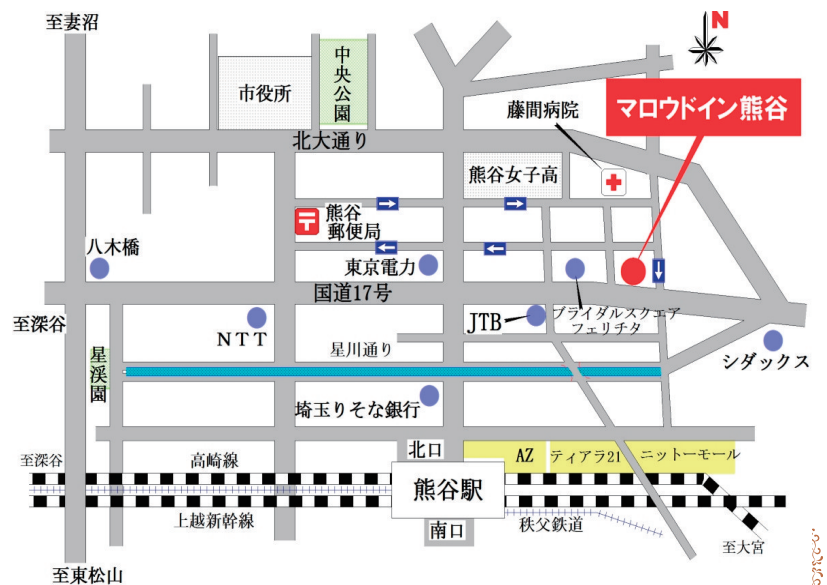 至妻沼
N
中央公園
市役所
藤間病院
マロウドイン熊谷
北大通り
熊谷女子高
熊谷
郵便局
八木橋
東京電力
国道17号
ブライダルスクエア
フェリチタ
至深谷
NTT
JTB
星川通り
シダックス
星渓園
埼玉りそな銀行
北口
AZ
ティアラ21
ニットーモール
至深谷
高崎線
熊谷駅
上越新幹線
南口
秩父鉄道
至大宮
至東松山